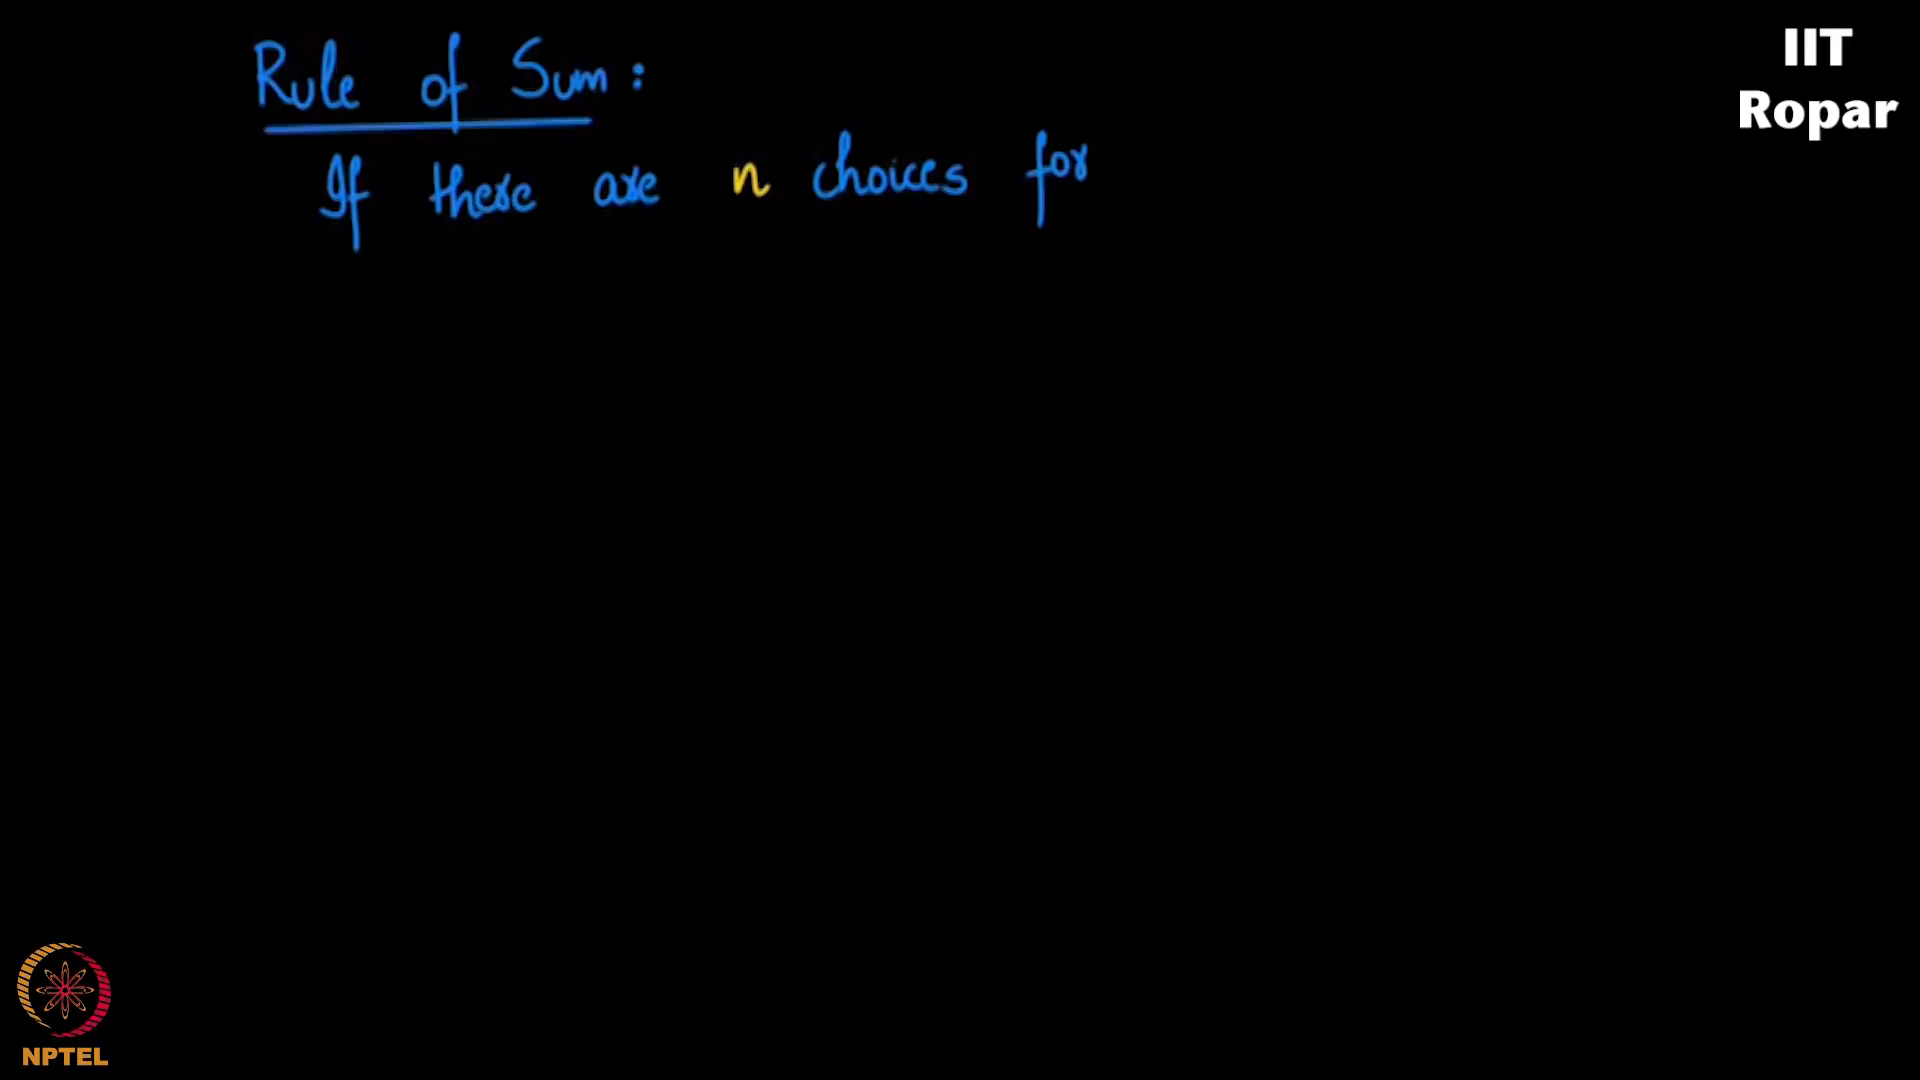 Rule of Sum:
If there are n choices for
IIT
Ropar
NPTEL